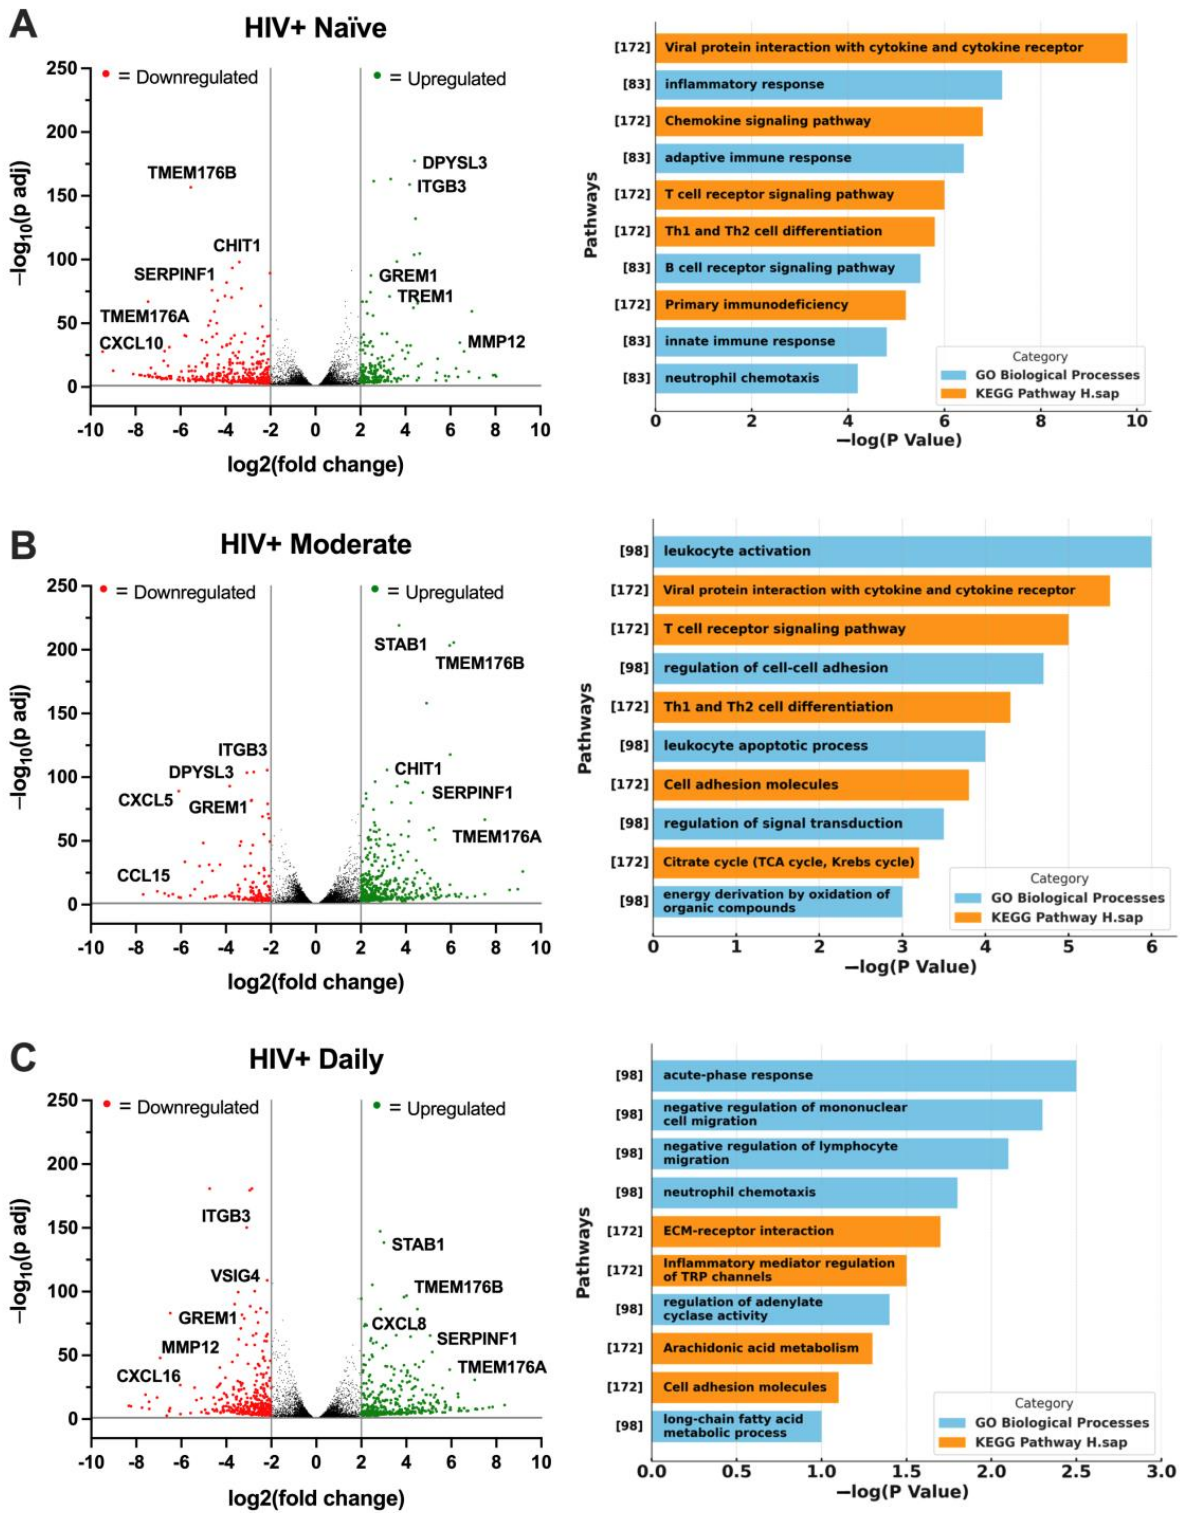 A
HIV+ Naïve
= Downregulated
= Upregulated
250
200
150
100
50
0
−log10(p adj)
TMEM176B
CHIT1
SERPINF1
TMEM176A
CXCL10
DPYSL3
ITGB3
GREM1
TREM1
MMP12
-10 -8 -6 -4 -2 0 2 4 6 8 10
log2(fold change)
Pathways
[172] Viral protein interaction with cytokine and cytokine receptor
[83] inflammatory response
[172] Chemokine signaling pathway
[83] adaptive immune response
[172] T cell receptor signaling pathway
[172] Th1 and Th2 cell differentiation
[83] B cell receptor signaling pathway
[172] Primary immunodeficiency
[83] innate immune response
[83] neutrophil chemotaxis
Category
GO Biological Processes
KEGG Pathway H.sap
0 2 4 6 8 10
−log(P Value)
B
HIV+ Moderate
= Downregulated
= Upregulated
250
200
150
100
50
0
−log10(p adj)
ITGB3
DPYSL3
CXCL5
GREM1
CCL15
STAB1
TMEM176B
CHIT1
SERPINF1
TMEM176A
-10 -8 -6 -4 -2 0 2 4 6 8 10
log2(fold change)
Pathways
[98] leukocyte activation
[172] Viral protein interaction with cytokine and cytokine receptor
[172] T cell receptor signaling pathway
[98] regulation of cell-cell adhesion
[172] Th1 and Th2 cell differentiation
[98] leukocyte apoptotic process
[172] Cell adhesion molecules
[98] regulation of signal transduction
[172] Citrate cycle (TCA cycle, Krebs cycle)
[98] energy derivation by oxidation of
organic compounds
Category
GO Biological Processes
KEGG Pathway H.sap
0 1 2 3 4 5 6
−log(P Value)
C
HIV+ Daily
= Downregulated
= Upregulated
250
200
150
100
50
0
−log10(p adj)
ITGB3
VSIG4
GREM1
MMP12
CXCL16
STAB1
TMEM176B
CXCL8
SERPINF1
TMEM176A
-10 -8 -6 -4 -2 0 2 4 6 8 10
log2(fold change)
Pathways
[98] acute-phase response
[98] negative regulation of mononuclear
cell migration
[98] negative regulation of lymphocyte
migration
[98] neutrophil chemotaxis
[172] ECM-receptor interaction
[172] Inflammatory mediator regulation
of TRP channels
[98] regulation of adenylate
cyclase activity
[172] Arachidonic acid metabolism
[172] Cell adhesion molecules
[98] long-chain fatty acid
metabolic process
Category
GO Biological Processes
KEGG Pathway H.sap
0.0 0.5 1.0 1.5 2.0 2.5 3.0
−log(P Value)